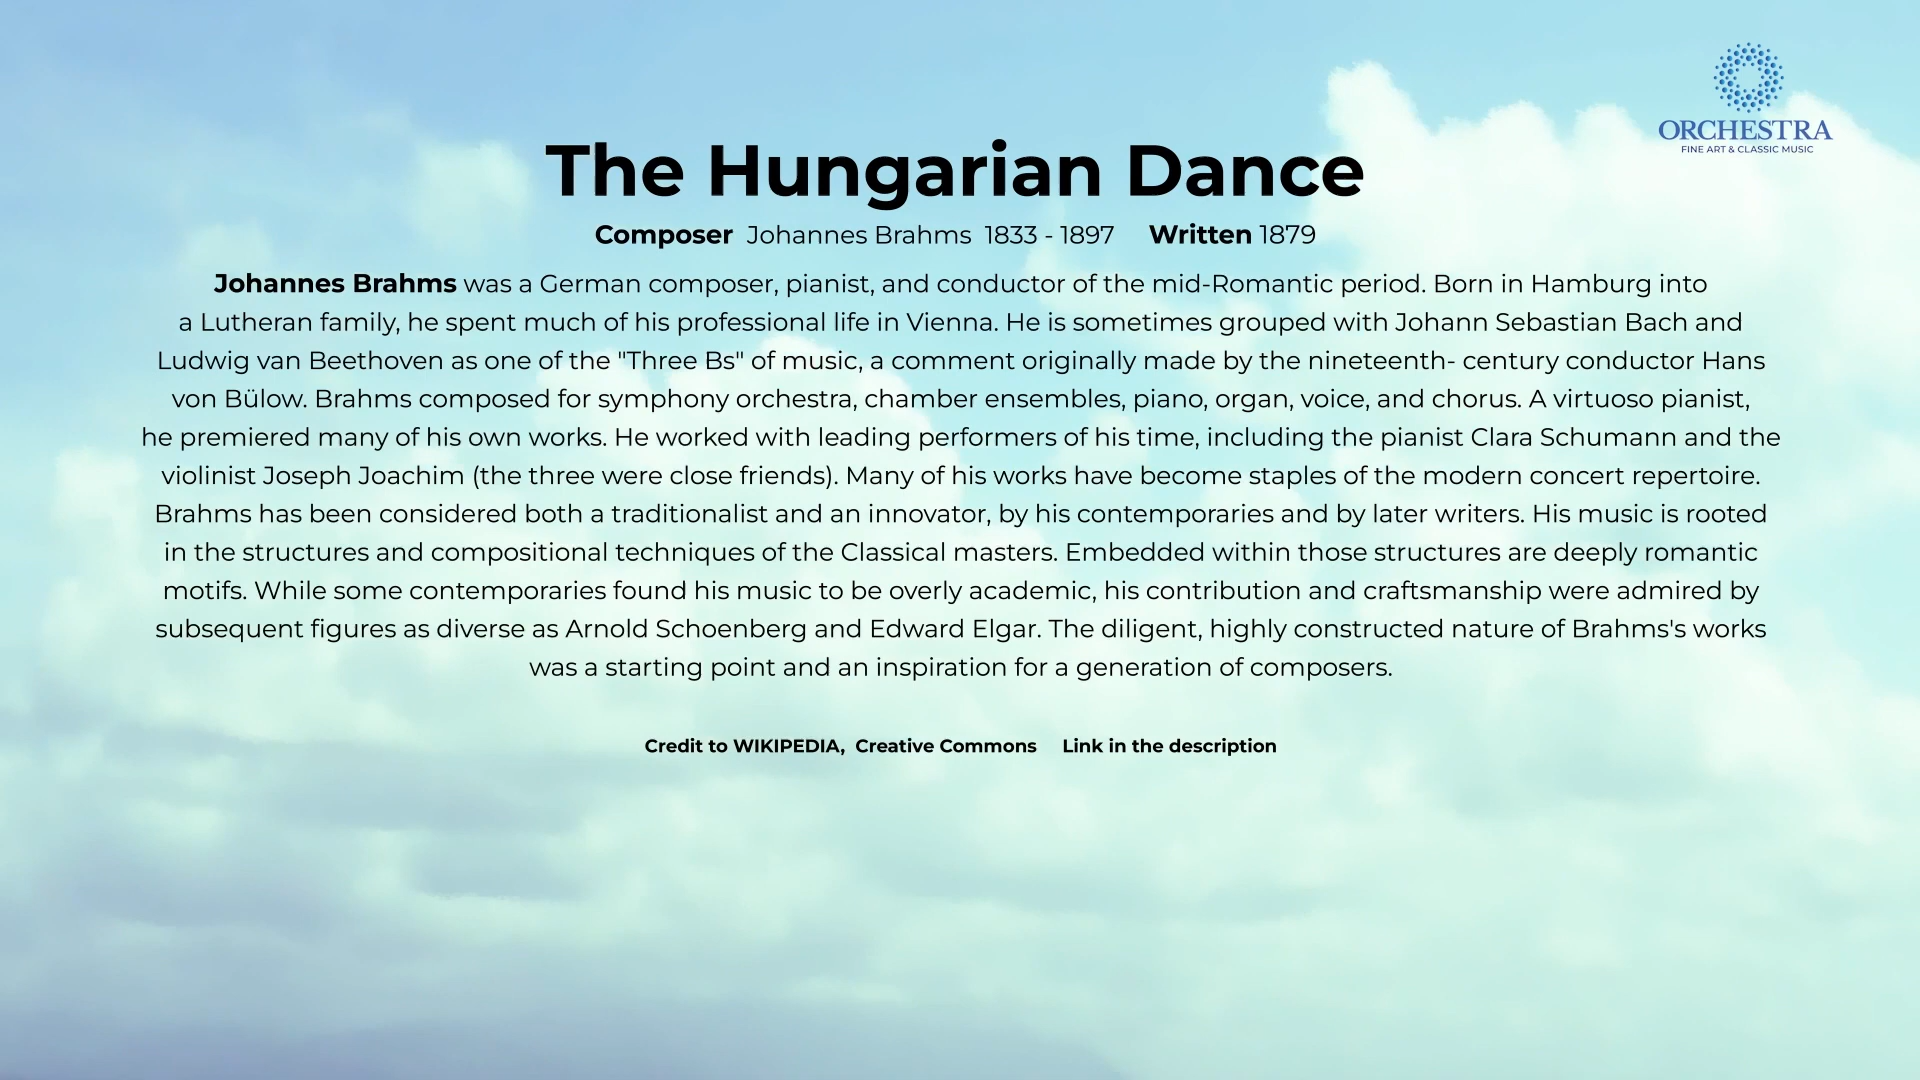 ORCHESTRA
FINE ART & CLASSIC MUSIC
The Hungarian Dance
Composer Johannes Brahms 1833 - 1897 Written 1879
Johannes Brahms was a German composer, pianist, and conductor of the mid-Romantic period. Born in Hamburg into
a Lutheran family, he spent much of his professional life in Vienna. He is sometimes grouped with Johann Sebastian Bach and
Ludwig van Beethoven as one of the "Three Bs" of music, a comment originally made by the nineteenth- century conductor Hans
von Bülow. Brahms composed for symphony orchestra, chamber ensembles, piano, organ, voice, and chorus. A virtuoso pianist,
he premiered many of his own works. He worked with leading performers of his time, including the pianist Clara Schumann and the
violinist Joseph Joachim (the three were close friends). Many of his works have become staples of the modern concert repertoire.
Brahms has been considered both a traditionalist and an innovator, by his contemporaries and by later writers. His music is rooted
in the structures and compositional techniques of the Classical masters. Embedded within those structures are deeply romantic
motifs. While some contemporaries found his music to be overly academic, his contribution and craftsmanship were admired by
subsequent figures as diverse as Arnold Schoenberg and Edward Elgar. The diligent, highly constructed nature of Brahms's works
was a starting point and an inspiration for a generation of composers.
Credit to WIKIPEDIA, Creative Commons Link in the description